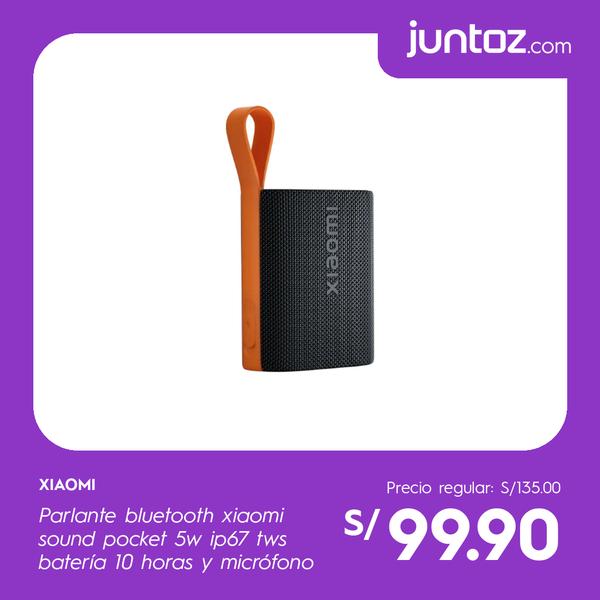 juntoz.com
xiaomi
XIAOMI
Parlante bluetooth xiaomi
sound pocket 5w ip67 tws
batería 10 horas y micrófono
Precio regular: S/135.00
S/99.90